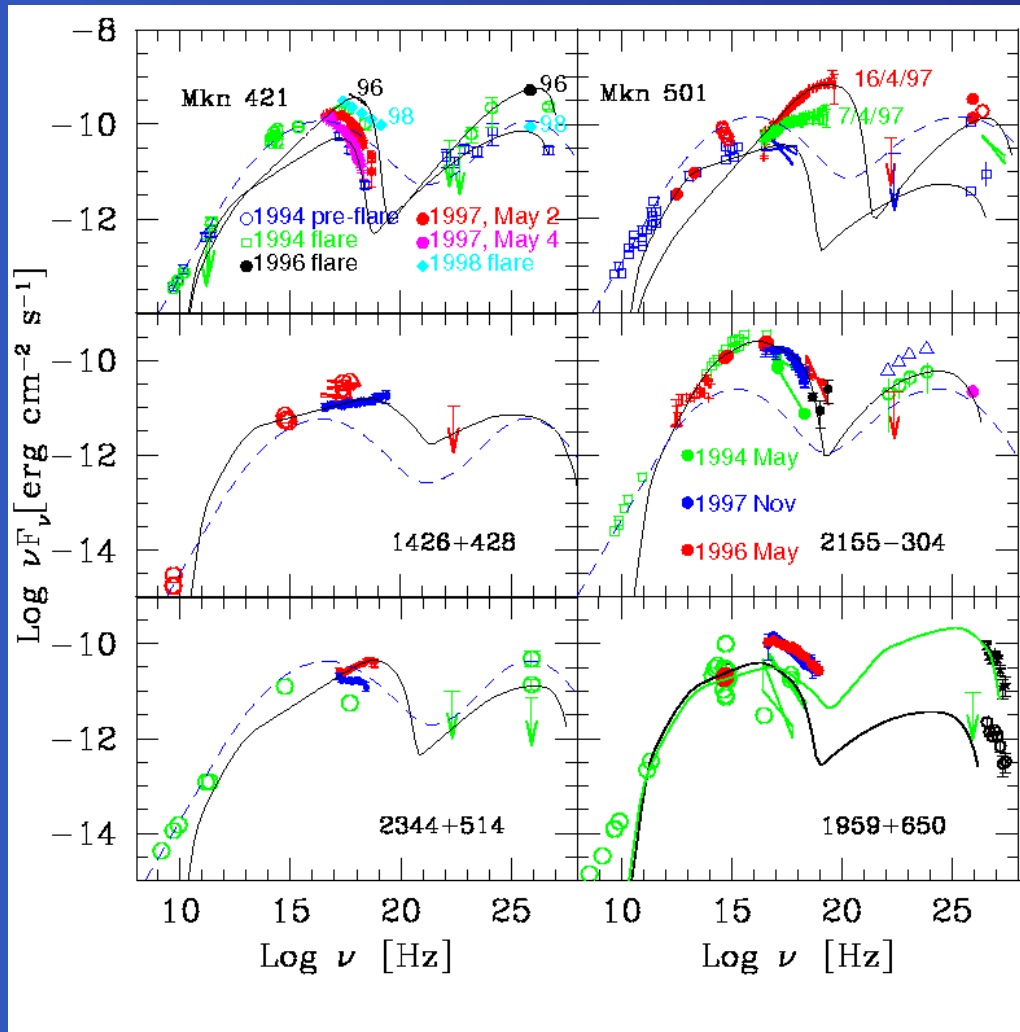 Log νFν[erg cm−2 s−1]
−8
−10
−12
−14
Mkn 421
96
98
96
98
1994 pre-flare
1994 flare
1996 flare
1997, May 2
1997, May 4
1998 flare
Mkn 501
16/4/97
7/4/97
−10
−12
−14
1426+428
1994 May
1997 Nov
1996 May
2155−304
−10
−12
−14
2344+514
1959+650
10 15 20 25
10 15 20 25
Log ν [Hz]
Log ν [Hz]